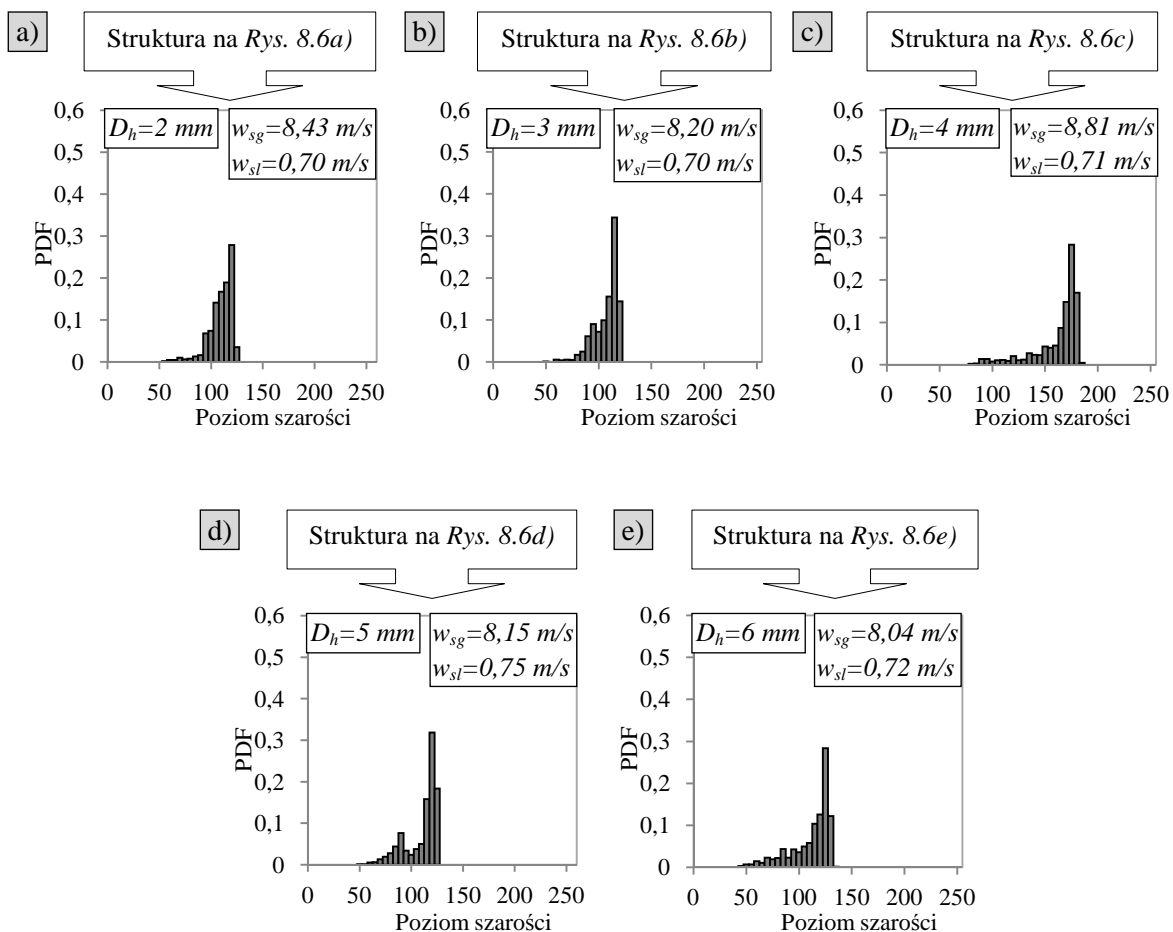 a)
Struktura na Rys. 8.6a)
D_h=2 mm
w_sg=8,43 m/s
w_sl=0,70 m/s
0,6
0,5
0,4
0,3
0,2
0,1
0
PDF
0 50 100 150 200 250
Poziom szarości
b)
Struktura na Rys. 8.6b)
D_h=3 mm
w_sg=8,20 m/s
w_sl=0,70 m/s
0,6
0,5
0,4
0,3
0,2
0,1
0
PDF
0 50 100 150 200 250
Poziom szarości
c)
Struktura na Rys. 8.6c)
D_h=4 mm
w_sg=8,81 m/s
w_sl=0,71 m/s
0,6
0,5
0,4
0,3
0,2
0,1
0
PDF
0 50 100 150 200 250
Poziom szarości
d)
Struktura na Rys. 8.6d)
D_h=5 mm
w_sg=8,15 m/s
w_sl=0,75 m/s
0,6
0,5
0,4
0,3
0,2
0,1
0
PDF
0 50 100 150 200 250
Poziom szarości
e)
Struktura na Rys. 8.6e)
D_h=6 mm
w_sg=8,04 m/s
w_sl=0,72 m/s
0,6
0,5
0,4
0,3
0,2
0,1
0
PDF
0 50 100 150 200 250
Poziom szarości